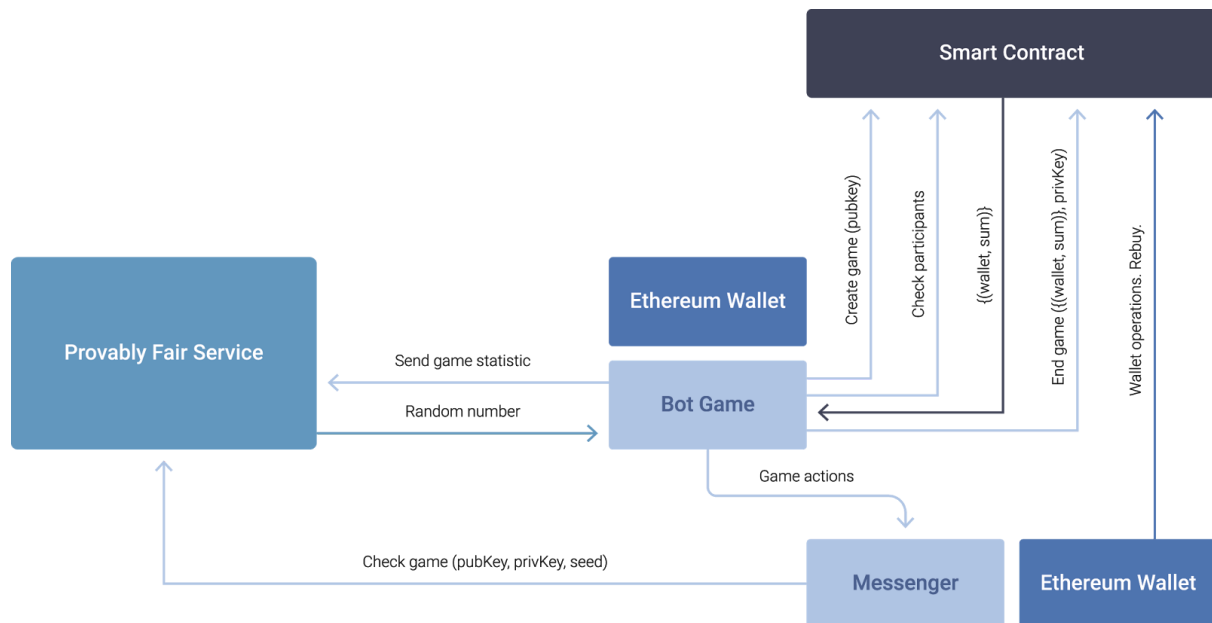 Smart Contract
Create game (pubkey)
Check participants
{(wallet, sum)}
End game ({(wallet, sum)}, privKey)
Wallet operations. Rebuy.
Provably Fair Service
Ethereum Wallet
Send game statistic
Bot Game
Random number
Game actions
Check game (pubKey, privKey, seed)
Messenger
Ethereum Wallet